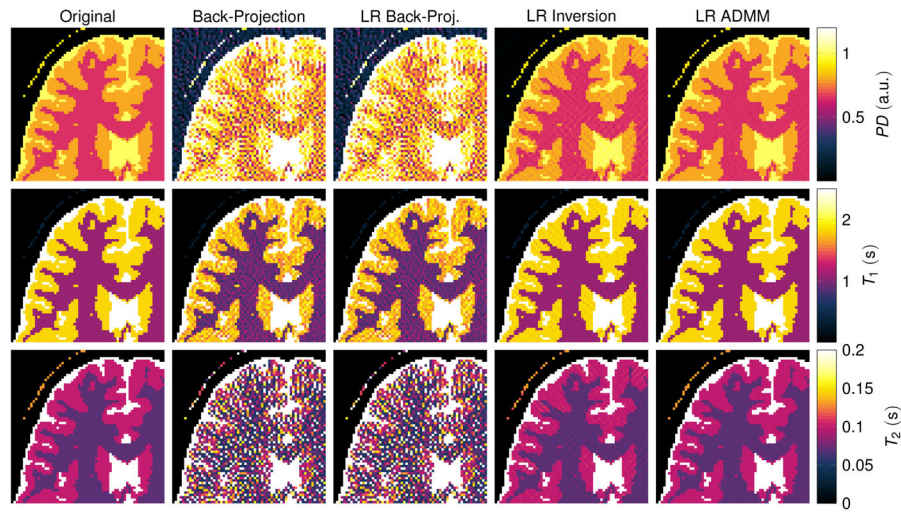 Original Back-Projection LR Back-Proj. LR Inversion LR ADMM
1
0.5
PD (a.u.)
2
1
T1 (s)
0.2
0.15
0.1
0.05
0
T2 (s)